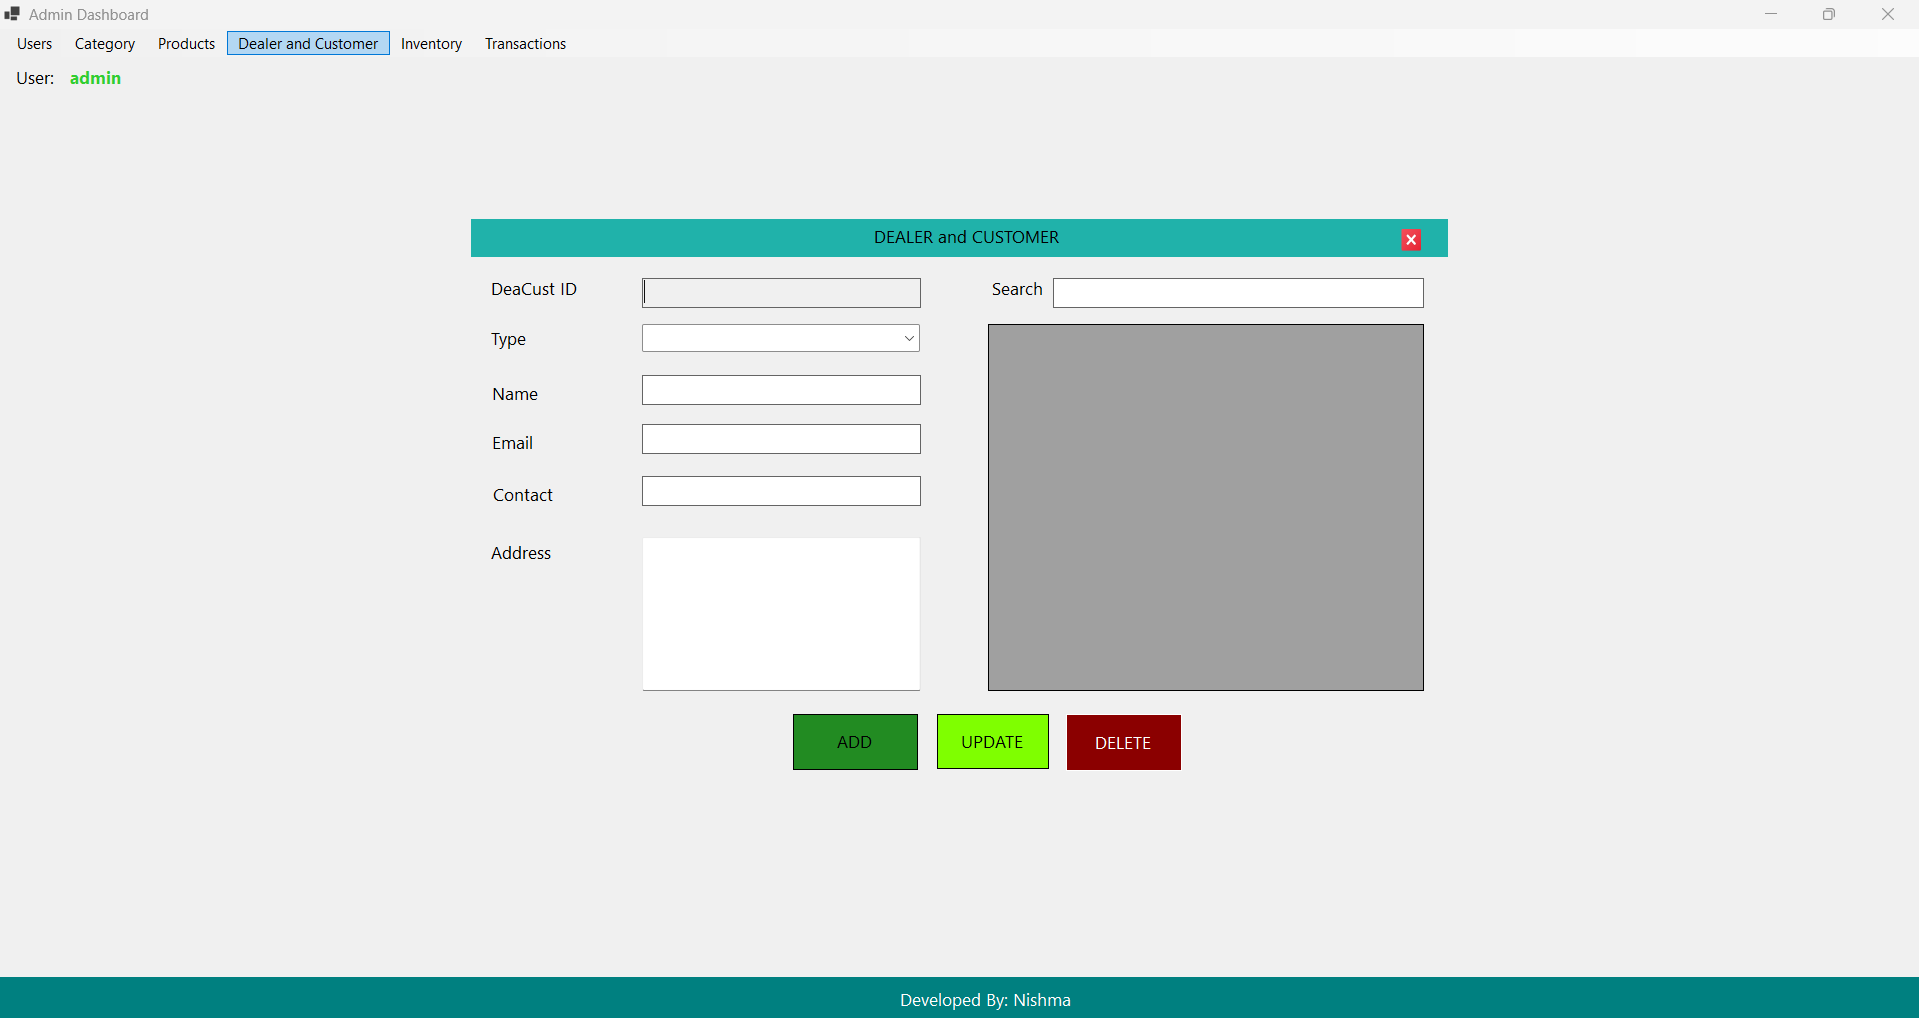 Admin Dashboard
Users Category Products Dealer and Customer Inventory Transactions
User: admin
DEALER and CUSTOMER
DeaCust ID
Search
Type
Name
Email
Contact
Address
ADD UPDATE DELETE
Developed By: Nishma